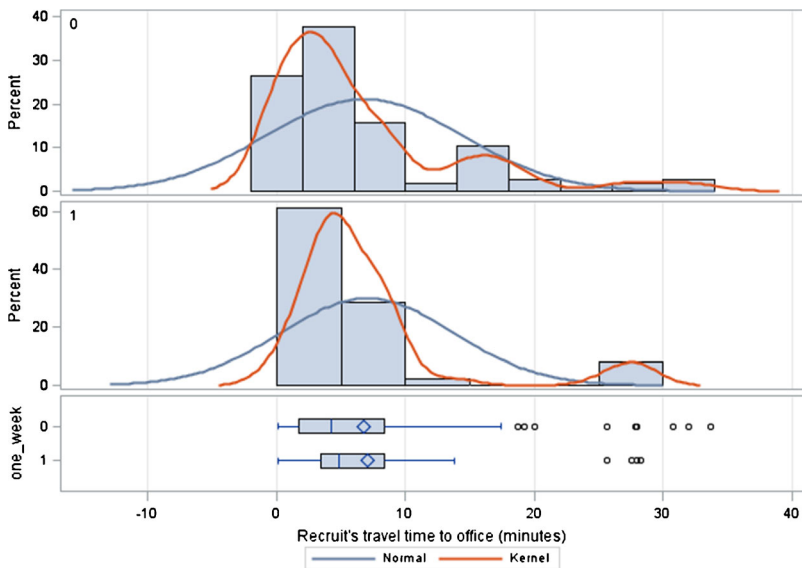 0
40
30
20
10
0
Percent
1
60
40
20
0
Percent
one_week
0
1
-10 0 10 20 30 40
Recruit's travel time to office (minutes)
Normal Kernel